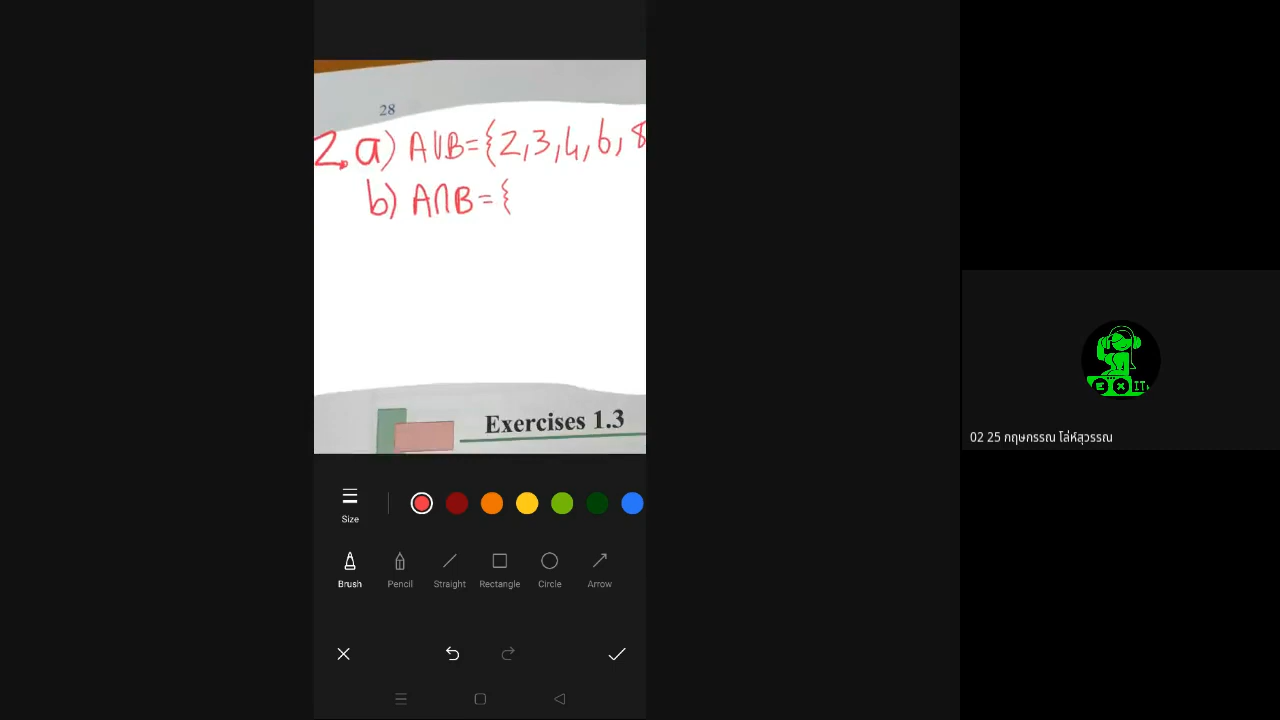 28
2. a) A∪B={2,3,4,6,8
b) A∩B={
Exercises 1.3
Size
Brush Pencil Straight Rectangle Circle Arrow
02 25 กฤษกรรณ โล่ห์สุวรรณ